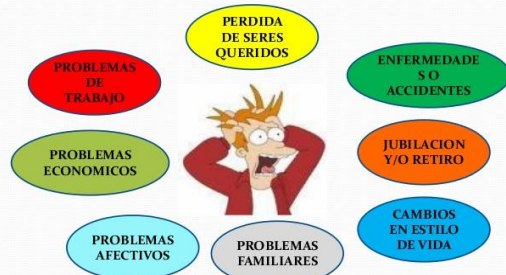 PERDIDA
DE SERES
QUERIDOS
PROBLEMAS
DE
TRABAJO
ENFERMEDADE
S O
ACCIDENTES
PROBLEMAS
ECONOMICOS
JUBILACION
Y/O RETIRO
CAMBIOS
EN ESTILO
DE VIDA
PROBLEMAS
AFECTIVOS
PROBLEMAS
FAMILIARES